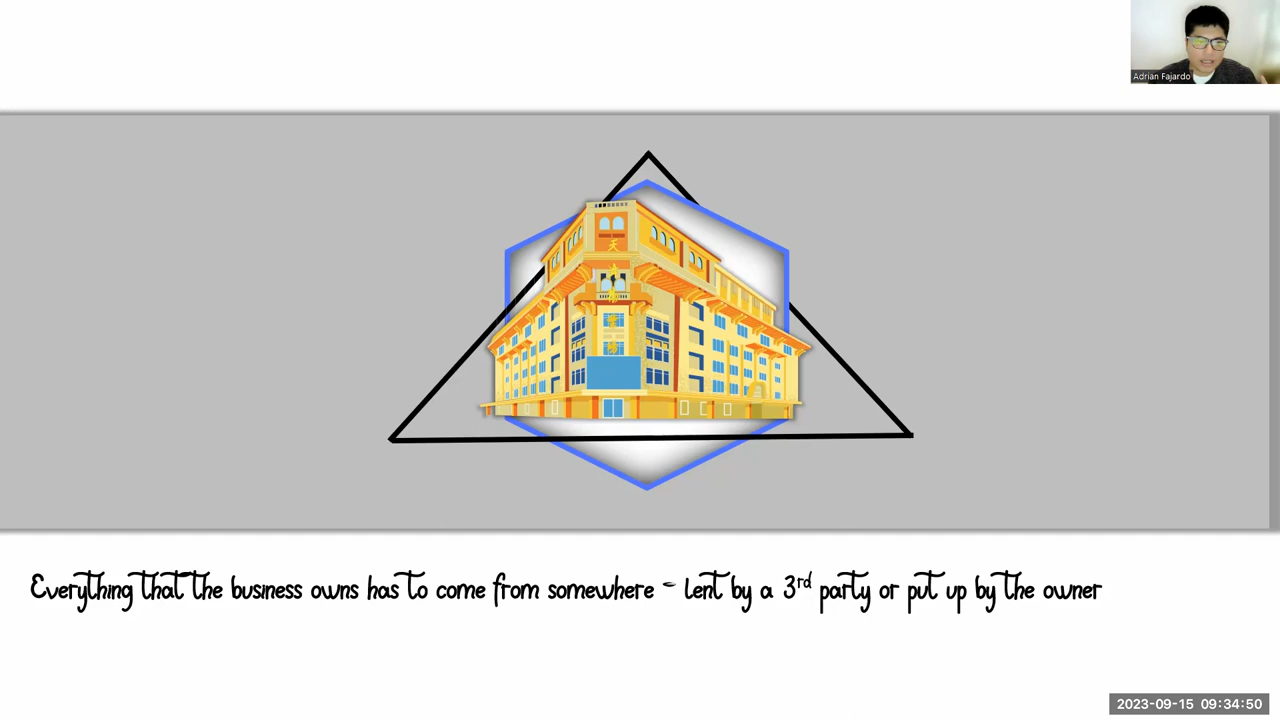 Adrian Fajardo
天
Everything that the business owns has to come from somewhere - lent by a 3rd party or put up by the owner
2023-09-15 09:34:50